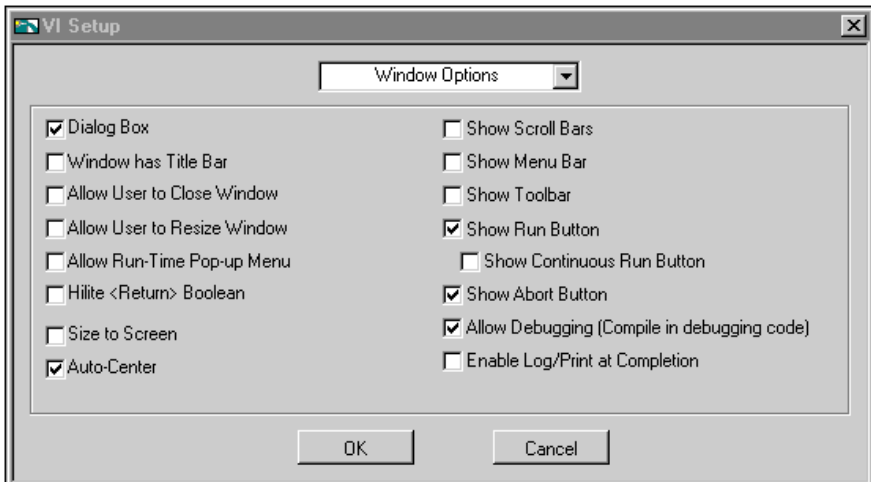 VI Setup
Window Options
Dialog Box
Window has Title Bar
Allow User to Close Window
Allow User to Resize Window
Allow Run-Time Pop-up Menu
Hilite <Return> Boolean
Size to Screen
Auto-Center
Show Scroll Bars
Show Menu Bar
Show Toolbar
Show Run Button
Show Continuous Run Button
Show Abort Button
Allow Debugging (Compile in debugging code)
Enable Log/Print at Completion
OK
Cancel